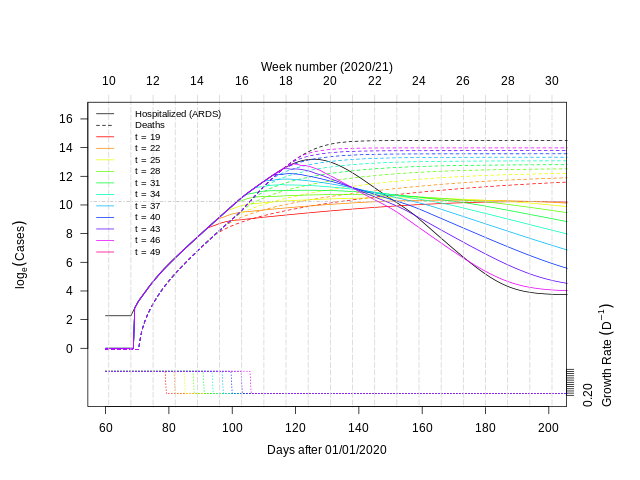 Week number (2020/21)
10 12 14 16 18 20 22 24 26 28 30
Hospitalized (ARDS)
Deaths
t = 19
t = 22
t = 25
t = 28
t = 31
t = 34
t = 37
t = 40
t = 43
t = 46
t = 49
16
14
12
10
8
6
4
2
0
logₑ(Cases)
0.20
Growth Rate (D⁻¹)
60 80 100 120 140 160 180 200
Days after 01/01/2020